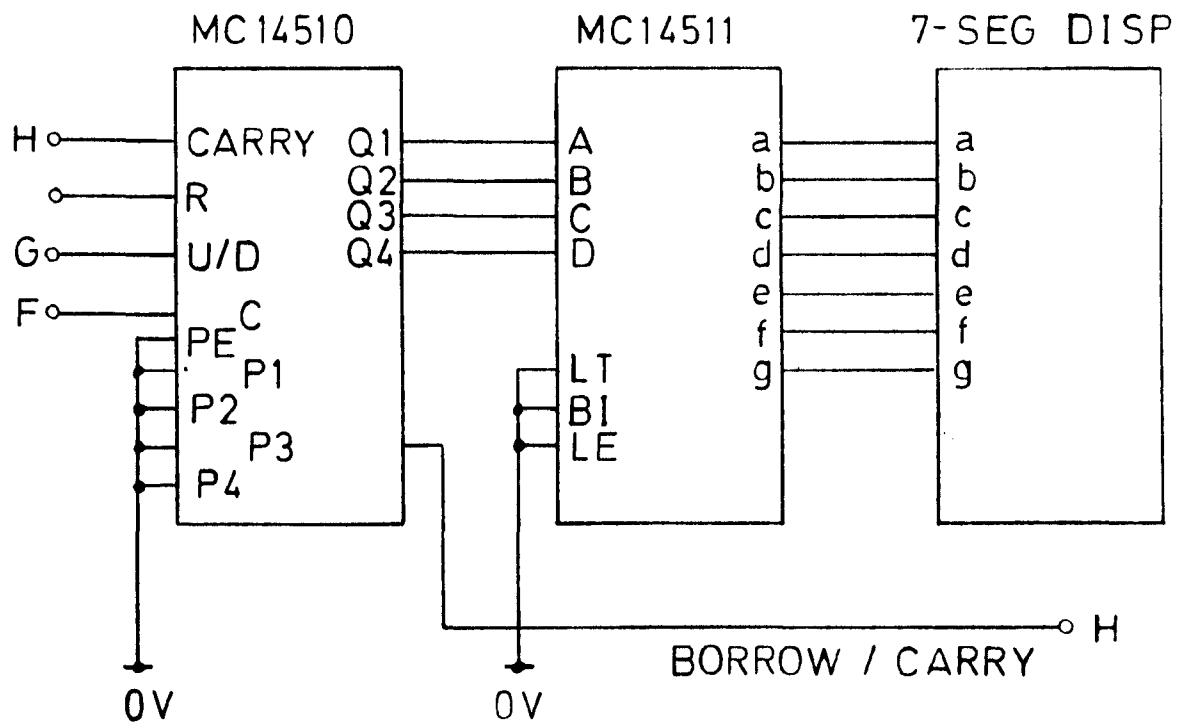 MC14510 MC14511 7-SEG DISP
H CARRY Q1 A a a
R Q2 B b b
Q3 C c c
G U/D Q4 D d d
e e
F C
f f
PE
P1 LT g g
P2 BI
P3 LE
P4
H
BORROW / CARRY
0V 0V